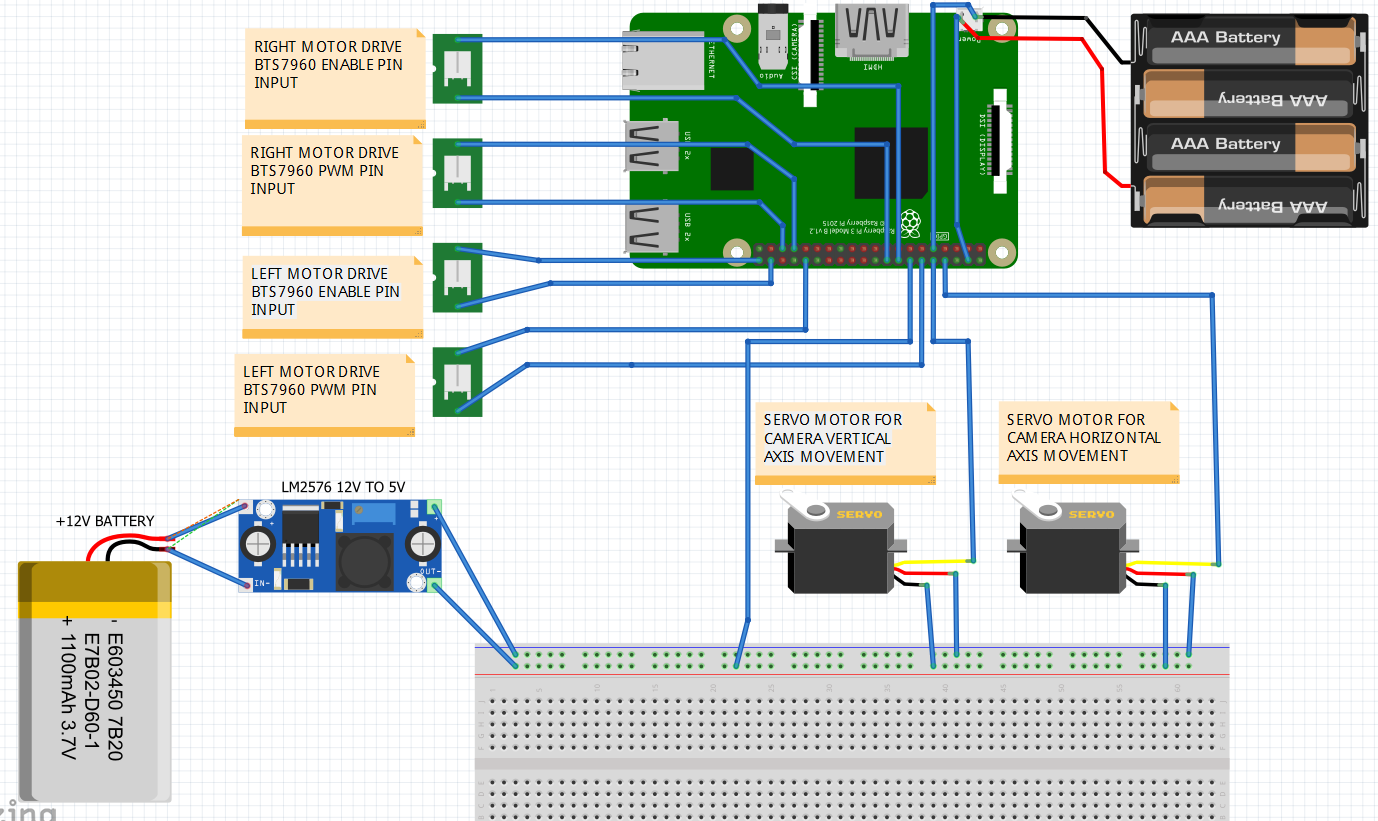 RIGHT MOTOR DRIVE
BTS7960 ENABLE PIN
INPUT
RIGHT MOTOR DRIVE
BTS7960 PWM PIN
INPUT
LEFT MOTOR DRIVE
BTS7960 ENABLE PIN
INPUT
LEFT MOTOR DRIVE
BTS7960 PWM PIN
INPUT
ETHERNET
Audio
CSI (CAMERA)
HDMI
Power
DSI (DISPLAY)
USB 2x
Raspberry Pi 3 Model B v1.2
© Raspberry Pi 2015
GPIO
AAA Battery
AAA Battery
AAA Battery
AAA Battery
SERVO MOTOR FOR
CAMERA VERTICAL
AXIS MOVEMENT
SERVO MOTOR FOR
CAMERA HORIZONTAL
AXIS MOVEMENT
SERVO
SERVO
LM2576 12V TO 5V
+12V BATTERY
IN-
OUT-
- E603450 7B20
E7B02-D60-1
+ 1100mAh 3.7V
1 5 10 15 20 25 30 35 40 45 50 55 60
zing